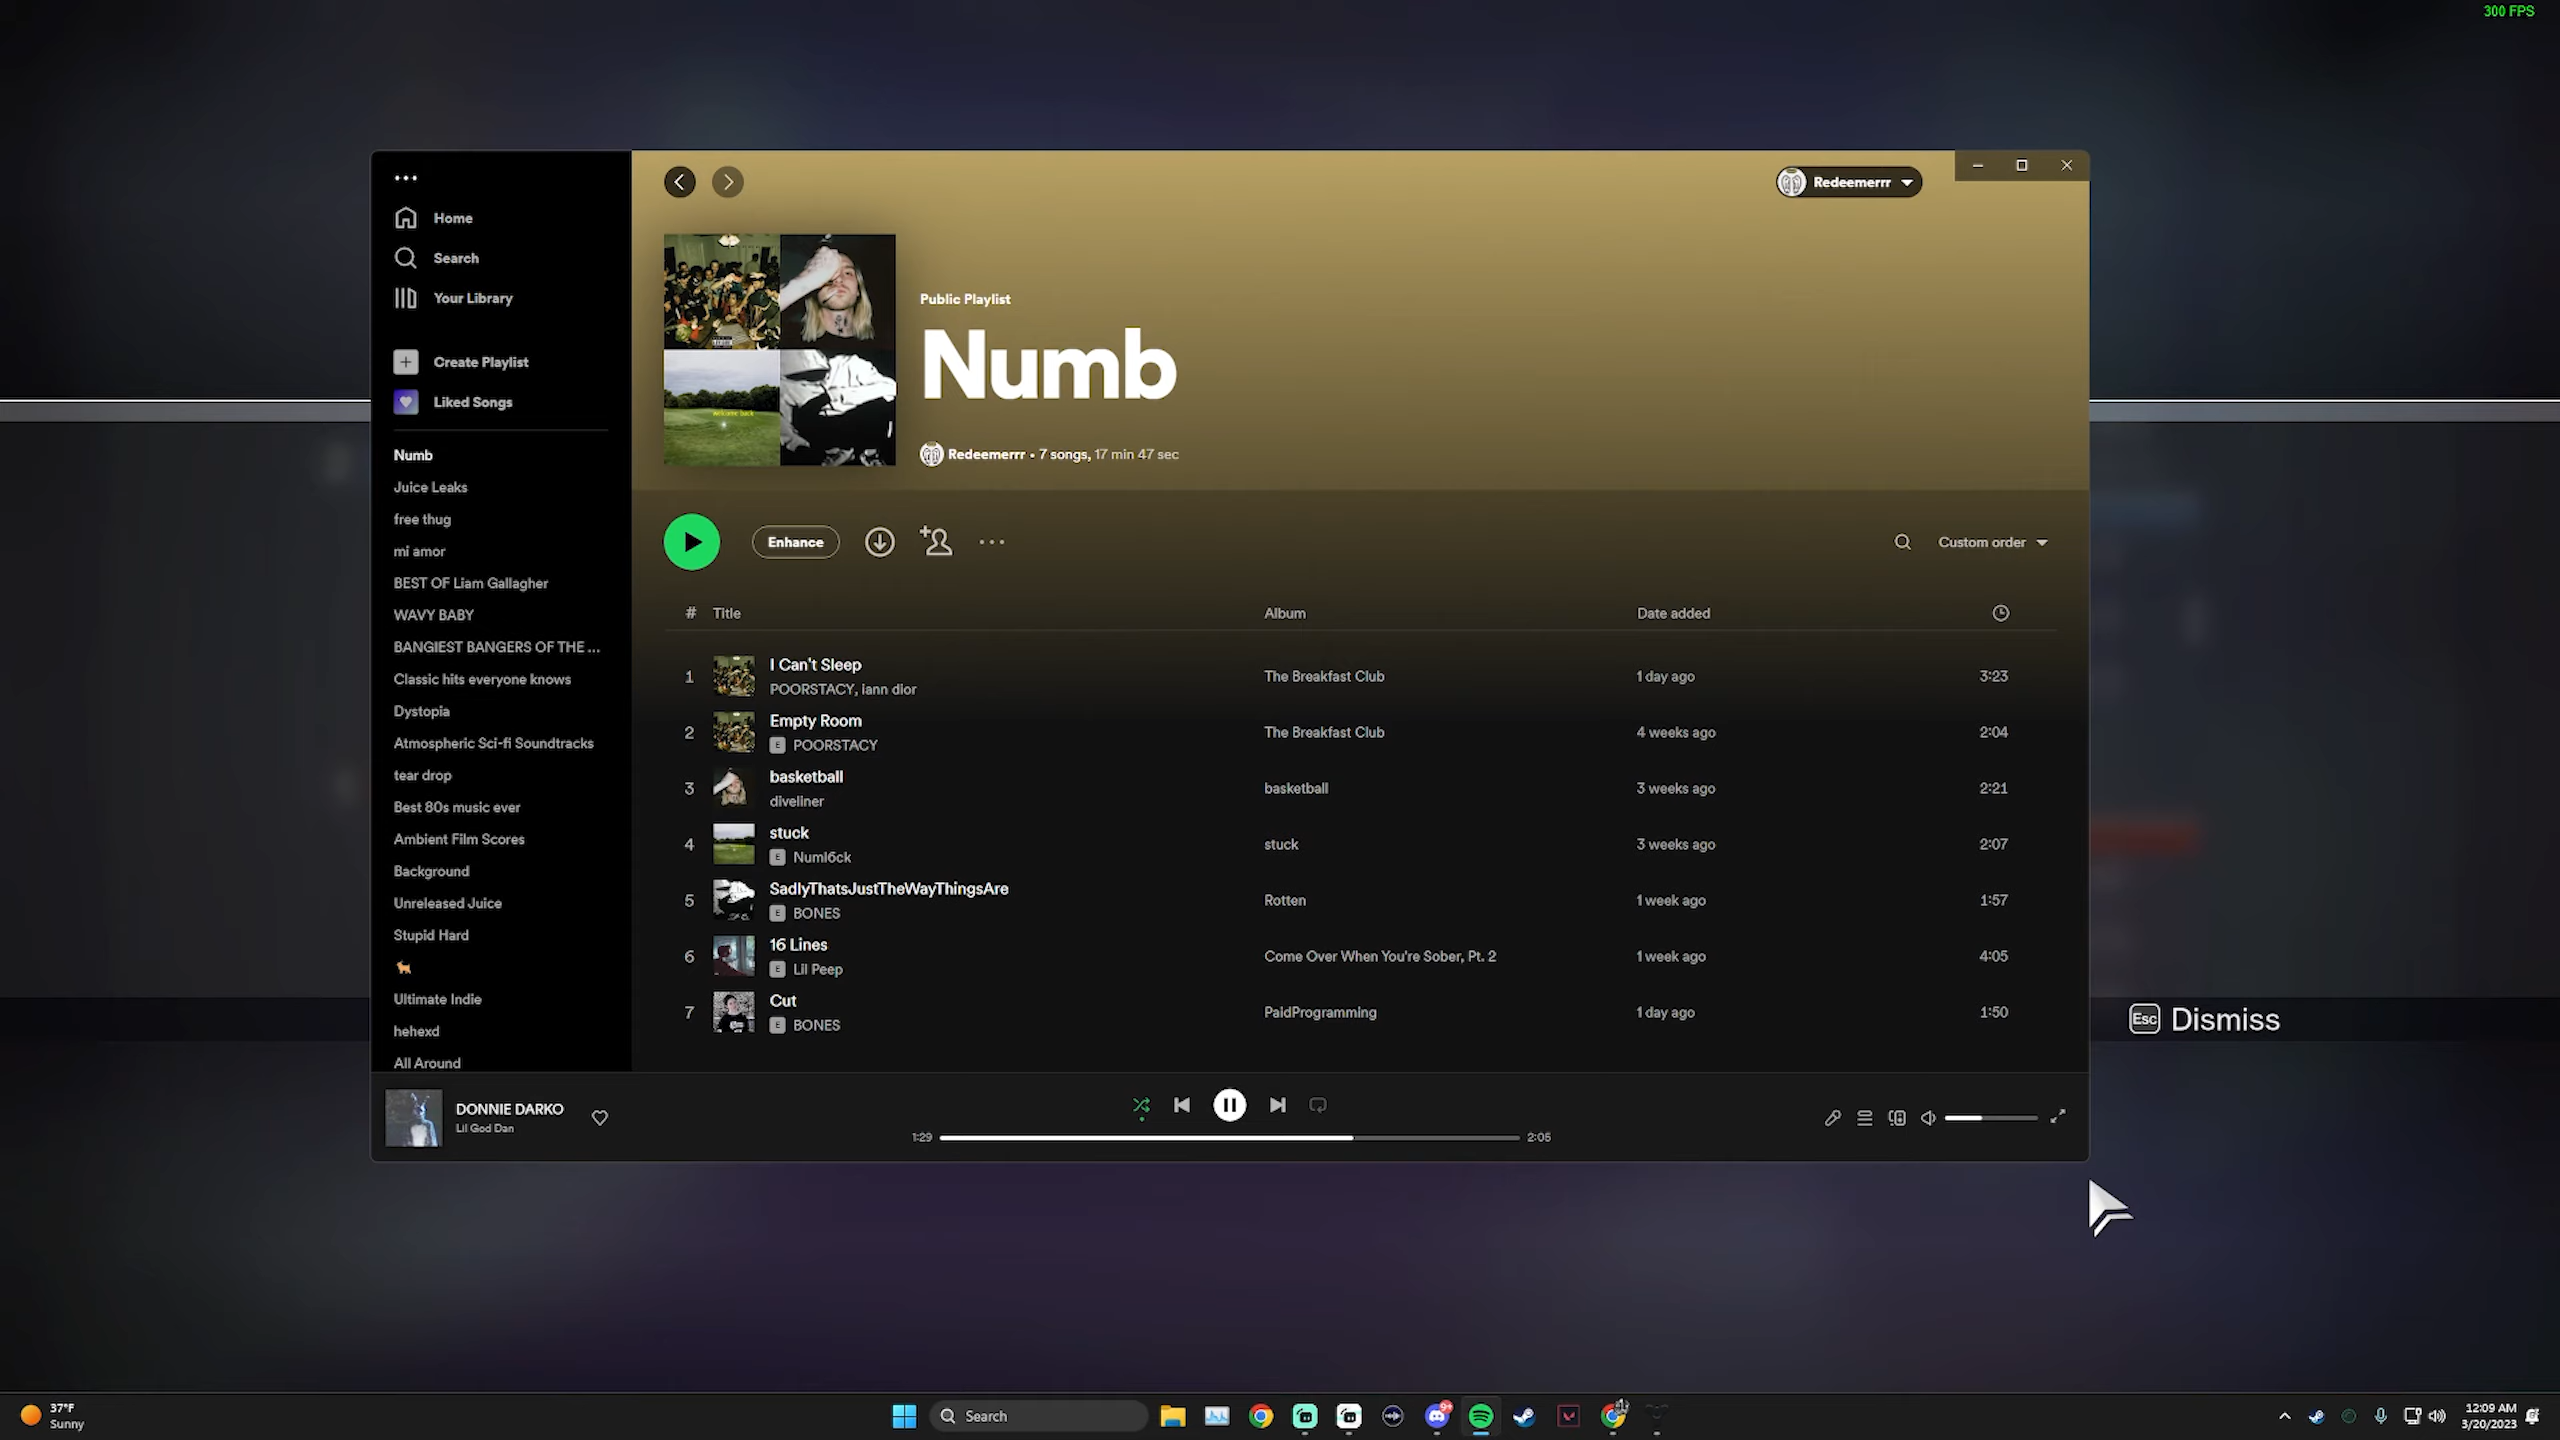 300 FPS
Home
Search
Your Library
Create Playlist
Liked Songs
Numb
Juice Leaks
free thug
mi amor
BEST OF Liam Gallagher
WAVY BABY
BANGIEST BANGERS OF THE ...
Classic hits everyone knows
Dystopia
Atmospheric Sci-fi Soundtracks
tear drop
Best 80s music ever
Ambient Film Scores
Background
Unreleased Juice
Stupid Hard
Ultimate Indie
hehexd
All Around
Redeemerrr
Public Playlist
Numb
Redeemerrr • 7 songs, 17 min 47 sec
Welcome back
Enhance
Custom order
# Title Album Date added
1 I Can't Sleep The Breakfast Club 1 day ago 3:23
POORSTACY, iann dior
2 Empty Room The Breakfast Club 4 weeks ago 2:04
E POORSTACY
3 basketball basketball 3 weeks ago 2:21
diveliner
4 stuck stuck 3 weeks ago 2:07
E Numl6ck
5 SadlyThatsJustTheWayThingsAre Rotten 1 week ago 1:57
E BONES
6 16 Lines Come Over When You're Sober, Pt. 2 1 week ago 4:05
E Lil Peep
7 Cut PaidProgramming 1 day ago 1:50
E BONES
Esc Dismiss
DONNIE DARKO
Lil God Dan
1:29 2:05
37°F
Sunny
Search
9+
12:09 AM
3/20/2023